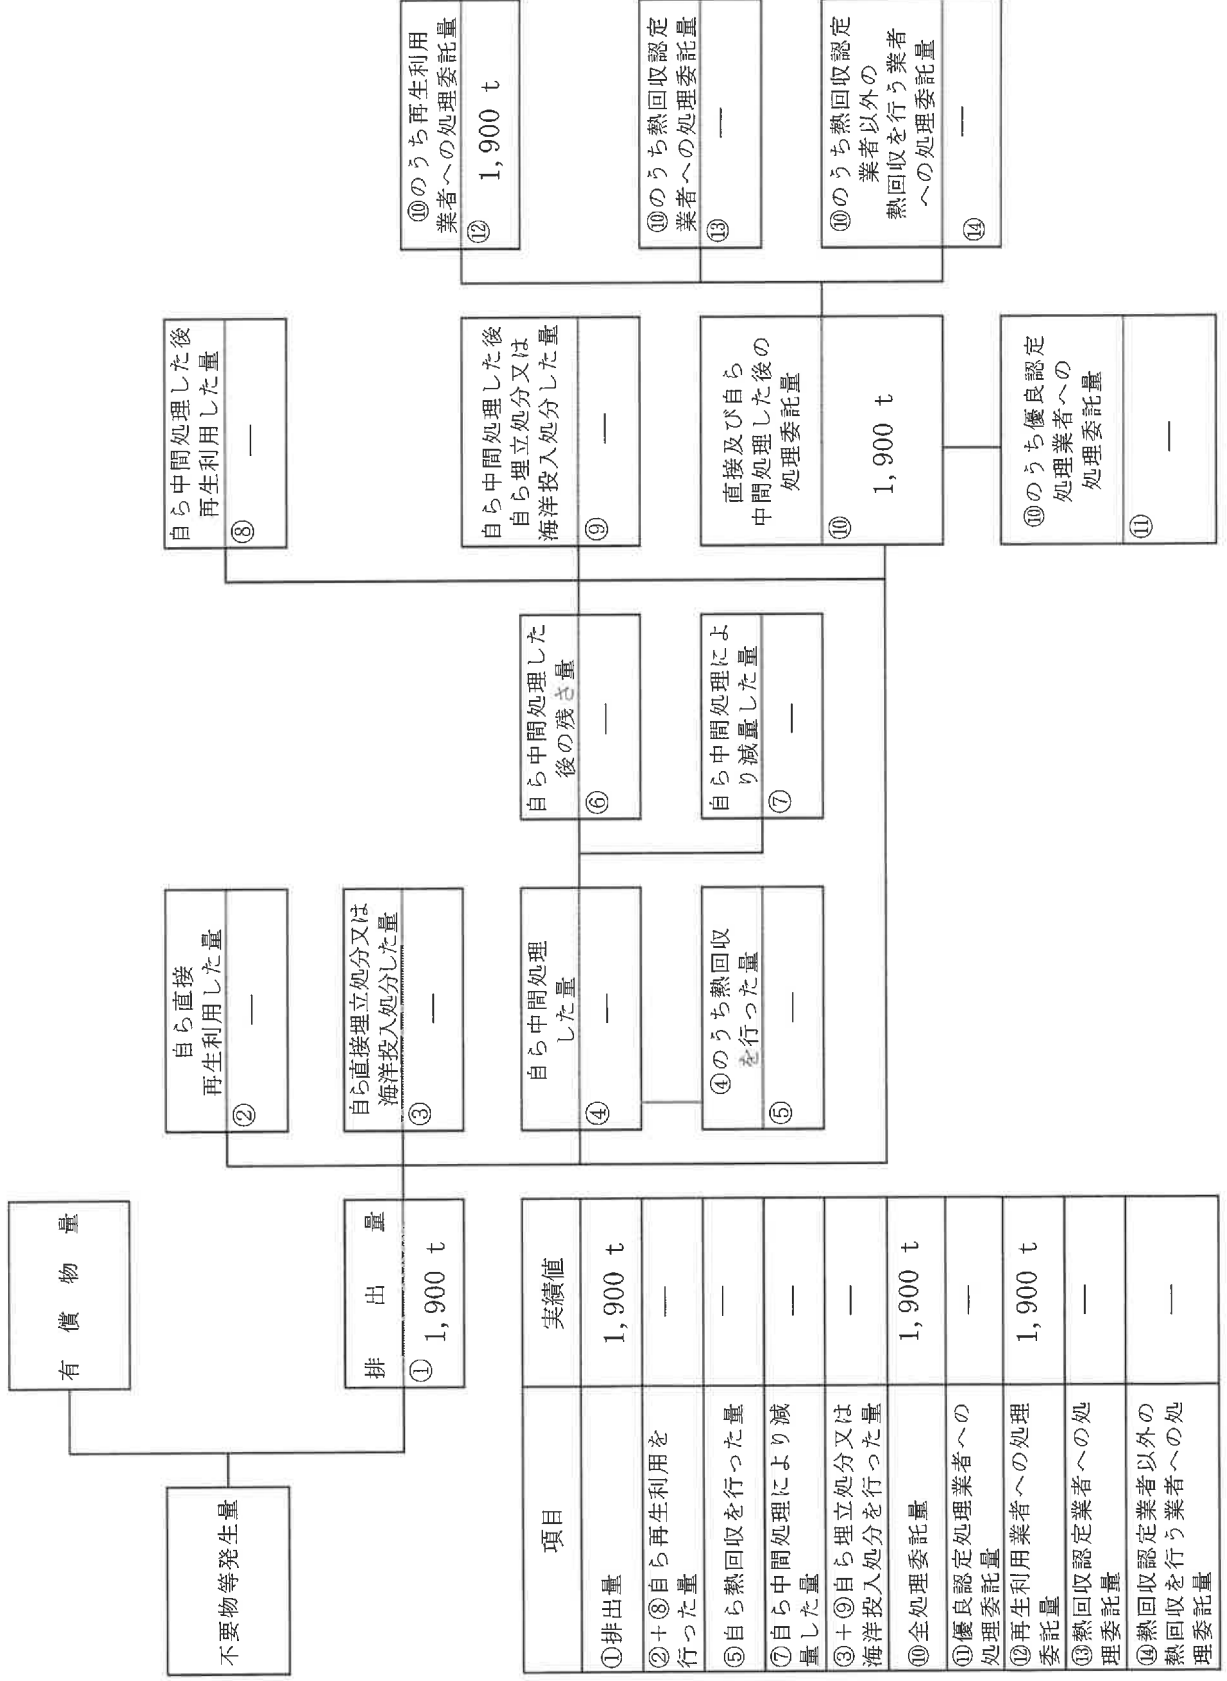 不要物等発生量
有償物量
排出量
① 1,900 t
自ら直接
再生利用した量
② ―
自ら直接埋立処分又は
海洋投入処分した量
③ ―
自ら中間処理
した量
④ ―
④のうち熱回収
を行った量
⑤ ―
自ら中間処理した
後の残さ量
⑥ ―
自ら中間処理によ
り減量した量
⑦ ―
自ら中間処理した後
再生利用した量
⑧ ―
自ら中間処理した後
自ら埋立処分又は
海洋投入処分した量
⑨ ―
直接及び自ら
中間処理した後の
処理委託量
⑩ 1,900 t
⑩のうち優良認定
処理業者への
処理委託量
⑪ ―
⑩のうち再生利用
業者への処理委託量
⑫ 1,900 t
⑩のうち熱回収認定
業者への処理委託量
⑬ ―
⑩のうち熱回収認定
業者以外の
熱回収を行う業者
への処理委託量
⑭ ―
項目 実績値
①排出量 1,900 t
②+⑧自ら再生利用を
行った量 ―
⑤自ら熱回収を行った量 ―
⑦自ら中間処理により減
量した量 ―
③+⑨自ら埋立処分又は
海洋投入処分を行った量 ―
⑩全処理委託量 1,900 t
⑪優良認定処理業者への
処理委託量 ―
⑫再生利用業者への処理
委託量 1,900 t
⑬熱回収認定業者への処
理委託量 ―
⑭熱回収認定業者以外の
熱回収を行う業者への処
理委託量 ―